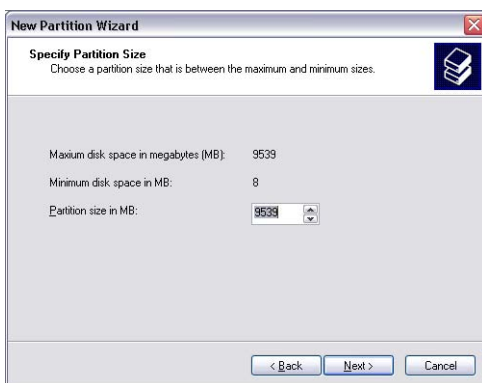 New Partition Wizard
Specify Partition Size
Choose a partition size that is between the maximum and minimum sizes.
Maxium disk space in megabytes (MB): 9539
Minimum disk space in MB: 8
Partition size in MB: 9539
< Back Next > Cancel